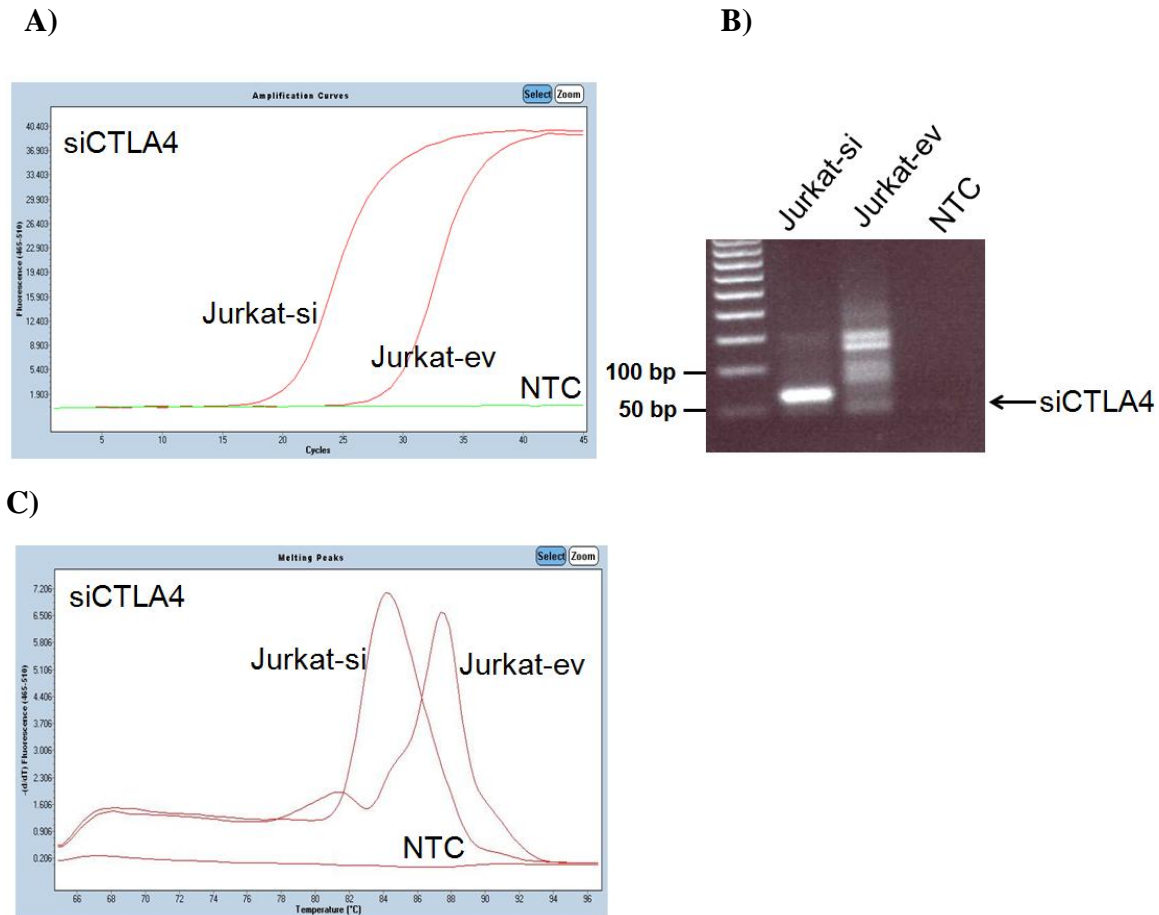 A)
Amplification Curves
Select Zoom
siCTLA4
40.403
36.903
33.403
29.903
26.403
22.903
19.403
15.903
12.403
8.903
5.403
1.903
Fluorescence (465-510)
Jurkat-si
Jurkat-ev
NTC
5 10 15 20 25 30 35 40 45
Cycles
B)
Jurkat-si
Jurkat-ev
NTC
100 bp
50 bp
siCTLA4
C)
Melting Peaks
Select Zoom
siCTLA4
7.206
6.506
5.806
5.106
4.406
3.706
3.006
2.306
1.606
0.906
0.206
-(d/dT) Fluorescence (465-510)
Jurkat-si
Jurkat-ev
NTC
66 68 70 72 74 76 78 80 82 84 86 88 90 92 94 96
Temperature (°C)